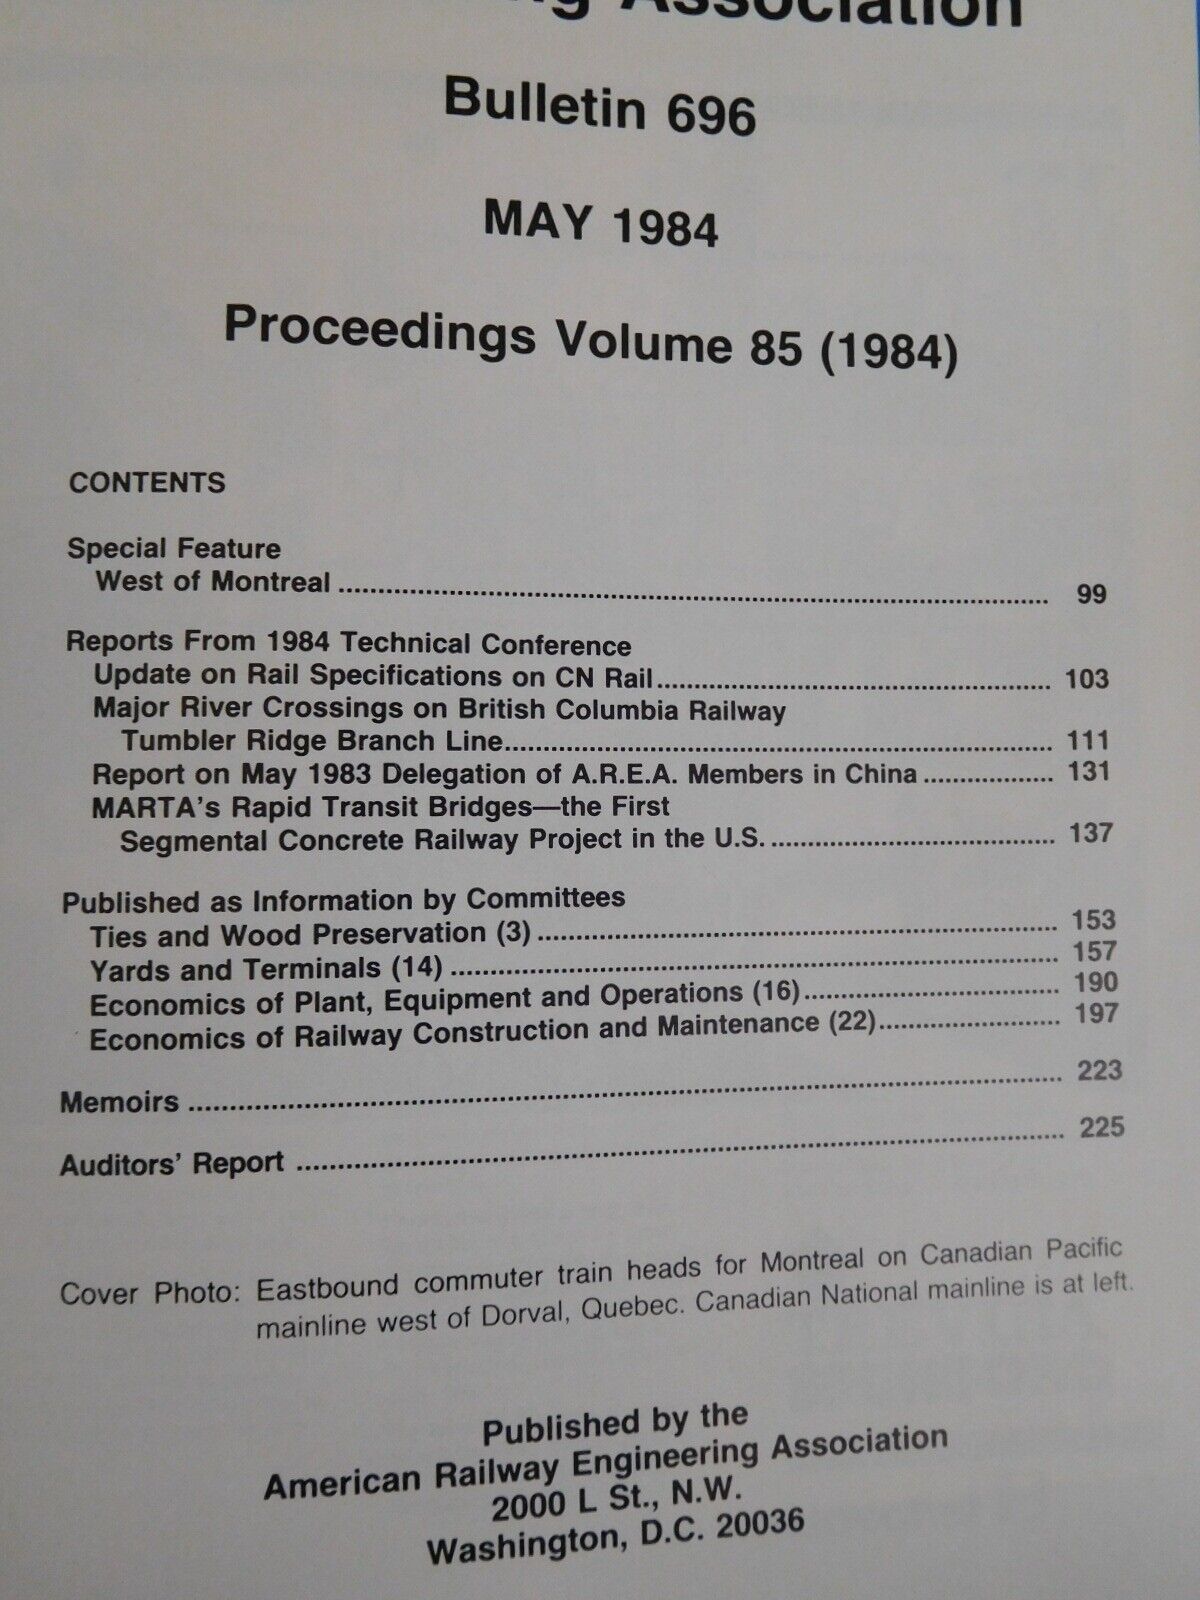 Association
Bulletin 696
MAY 1984
Proceedings Volume 85 (1984)
CONTENTS
Special Feature
West of Montreal ........................................ 99
Reports From 1984 Technical Conference
Update on Rail Specifications on CN Rail ........................................ 103
Major River Crossings on British Columbia Railway
Tumbler Ridge Branch Line ........................................ 111
Report on May 1983 Delegation of A.R.E.A. Members in China ................. 131
MARTA's Rapid Transit Bridges—the First
Segmental Concrete Railway Project in the U.S. ................................ 137
Published as Information by Committees
Ties and Wood Preservation (3) ........................................ 153
Yards and Terminals (14) ........................................ 157
Economics of Plant, Equipment and Operations (16) ............................. 190
Economics of Railway Construction and Maintenance (22) ....................... 197
Memoirs ........................................ 223
Auditors' Report ........................................ 225
Cover Photo: Eastbound commuter train heads for Montreal on Canadian Pacific
mainline west of Dorval, Quebec. Canadian National mainline is at left.
Published by the
American Railway Engineering Association
2000 L St., N.W.
Washington, D.C. 20036